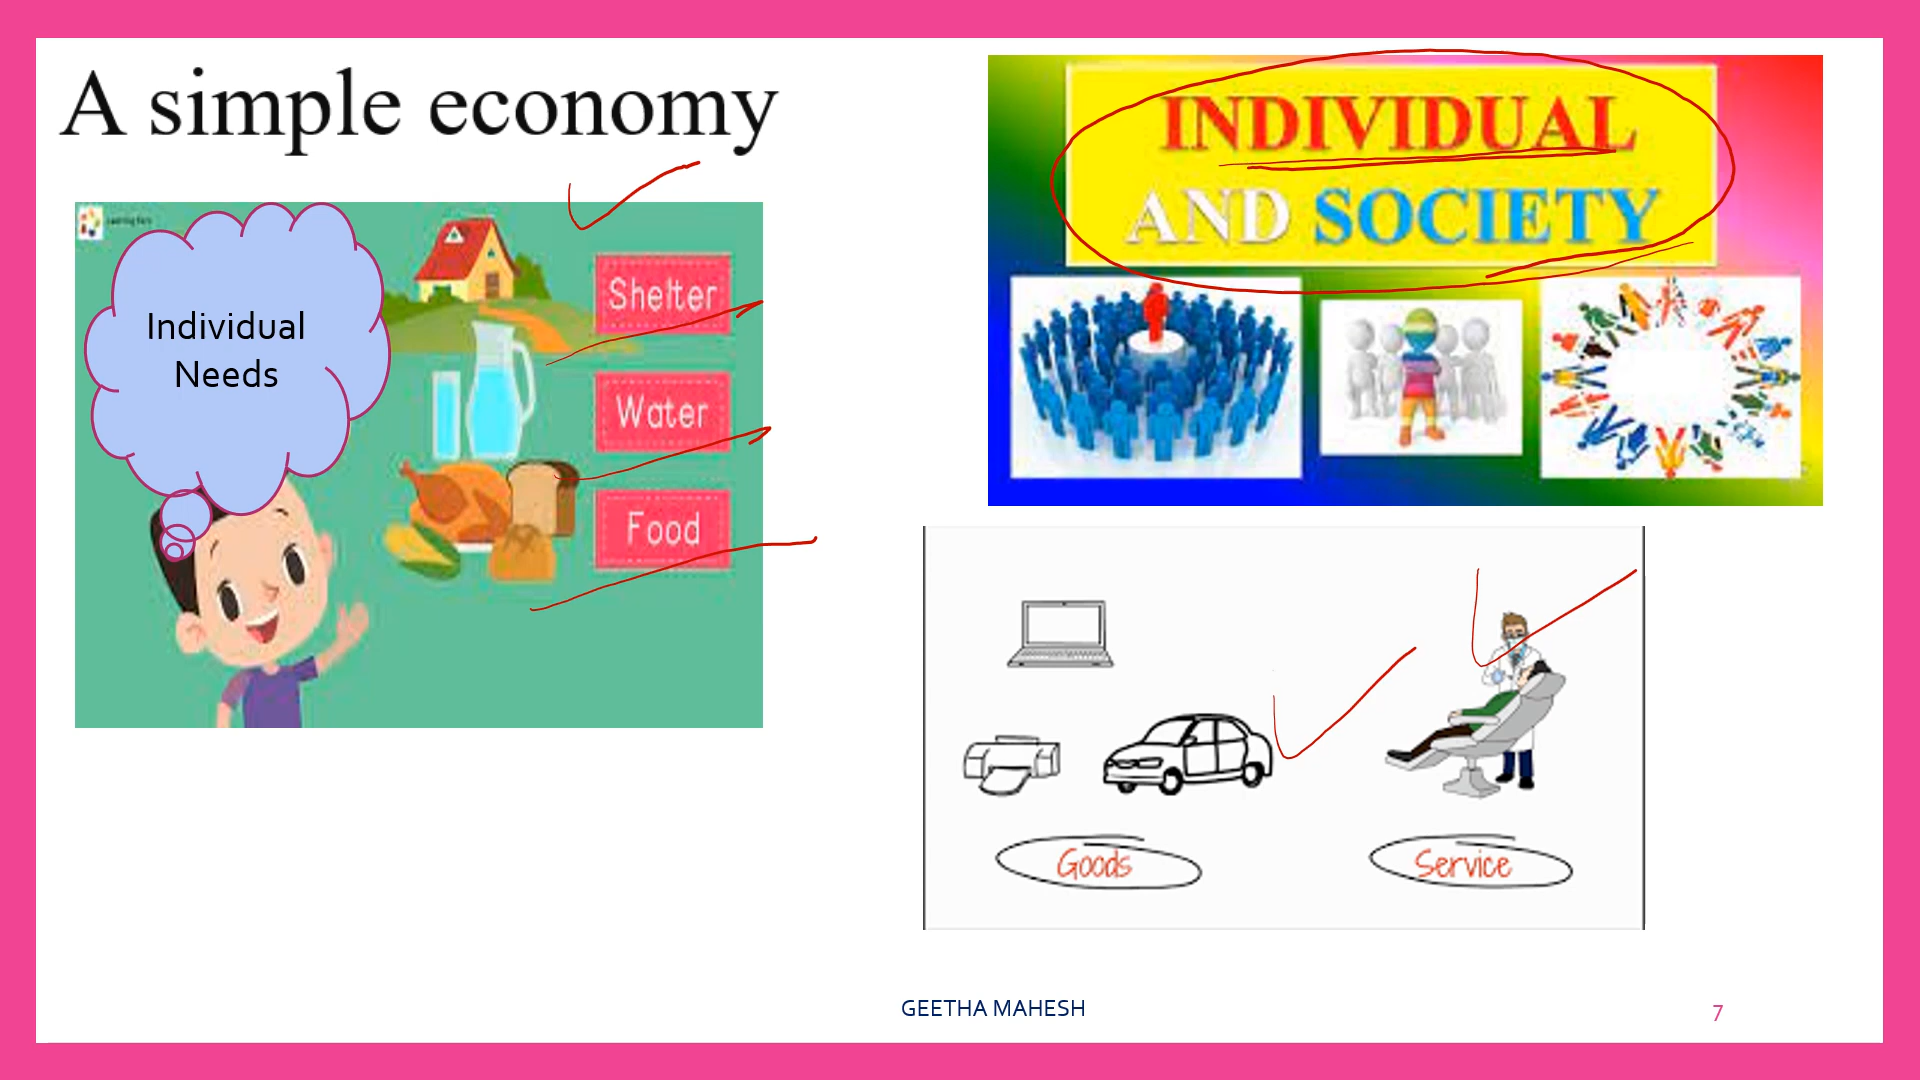 A simple economy
Individual
Needs
Shelter
Water
Food
INDIVIDUAL
AND SOCIETY
Goods
Service
GEETHA MAHESH
7